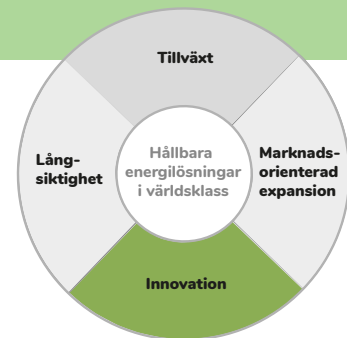 Tillväxt
Lång-
siktighet
Hållbara
energilösningar
i världsklass
Marknads-
orienterad
expansion
Innovation